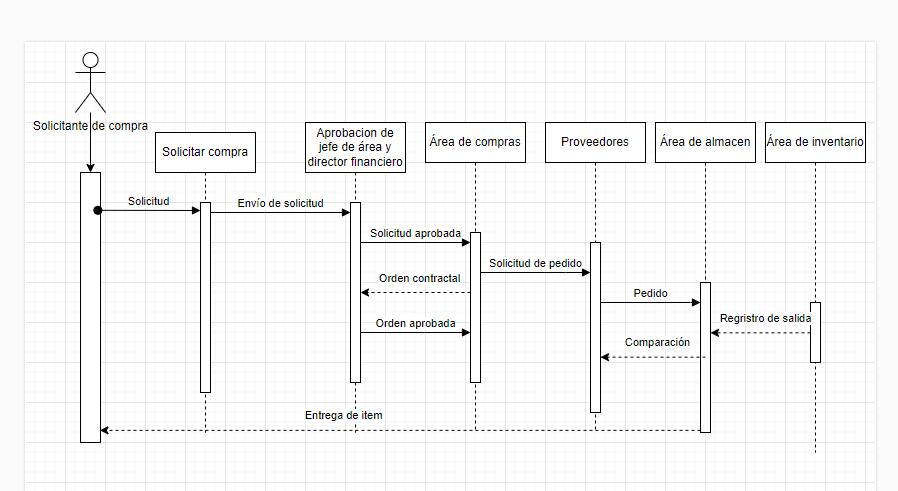 Solicitante de compra
Solicitar compra
Aprobacion de
jefe de área y
director financiero
Área de compras
Proveedores
Área de almacen
Área de inventario
Solicitud
Envío de solicitud
Solicitud aprobada
Solicitud de pedido
Orden contractal
Pedido
Orden aprobada
Regristro de salida
Comparación
Entrega de item